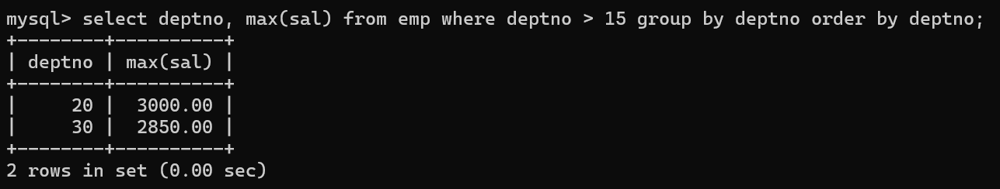 mysql> select deptno, max(sal) from emp where deptno > 15 group by deptno order by deptno;
+--------+----------+
| deptno | max(sal) |
+--------+----------+
|     20 |  3000.00 |
|     30 |  2850.00 |
+--------+----------+
2 rows in set (0.00 sec)